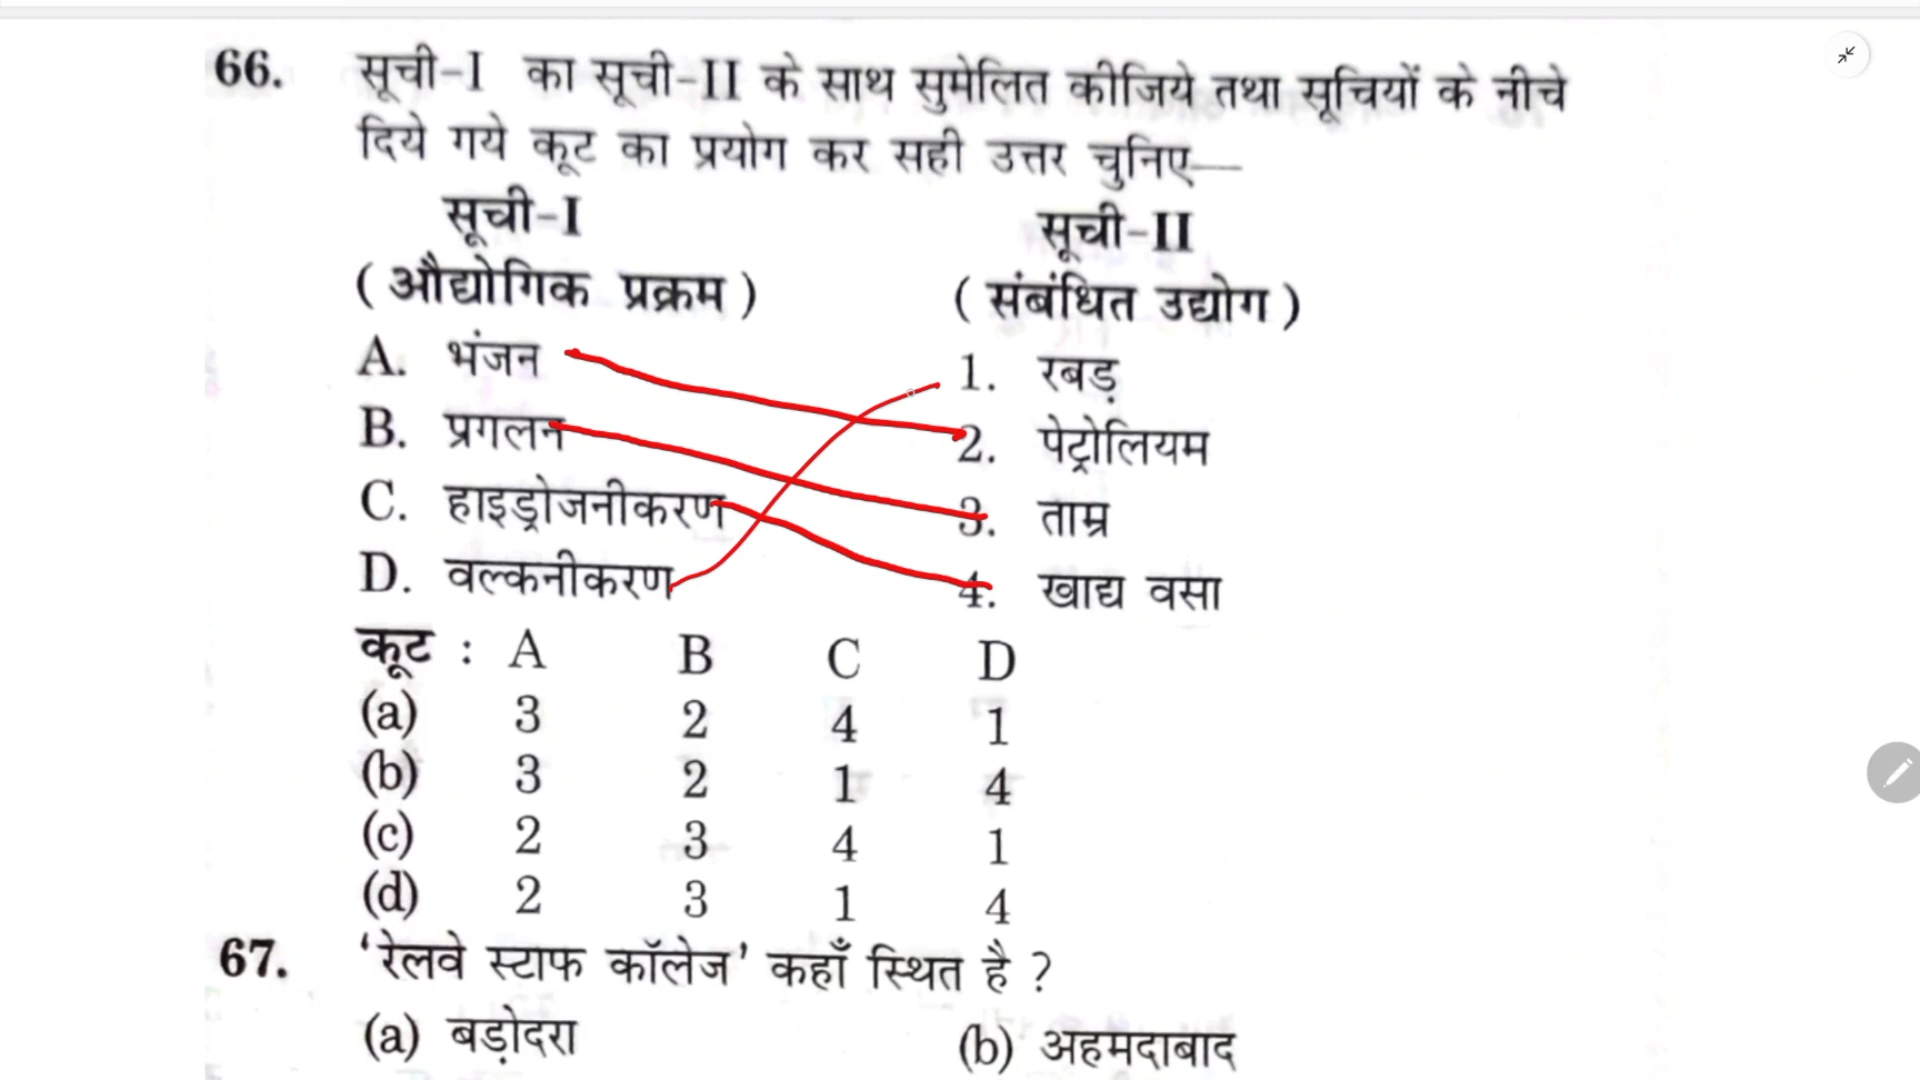 66. सूची-I का सूची-II के साथ सुमेलित कीजिये तथा सूचियों के नीचे
दिये गये कूट का प्रयोग कर सही उत्तर चुनिए—
सूची-I सूची-II
( औद्योगिक प्रक्रम ) ( संबंधित उद्योग )
A. भंजन 1. रबड़
B. प्रगलन 2. पेट्रोलियम
C. हाइड्रोजनीकरण 3. ताम्र
D. वल्कनीकरण 4. खाद्य वसा
कूट : A B C D
(a) 3 2 4 1
(b) 3 2 1 4
(c) 2 3 4 1
(d) 2 3 1 4
67. 'रेलवे स्टाफ कॉलेज' कहाँ स्थित है ?
(a) बड़ोदरा (b) अहमदाबाद